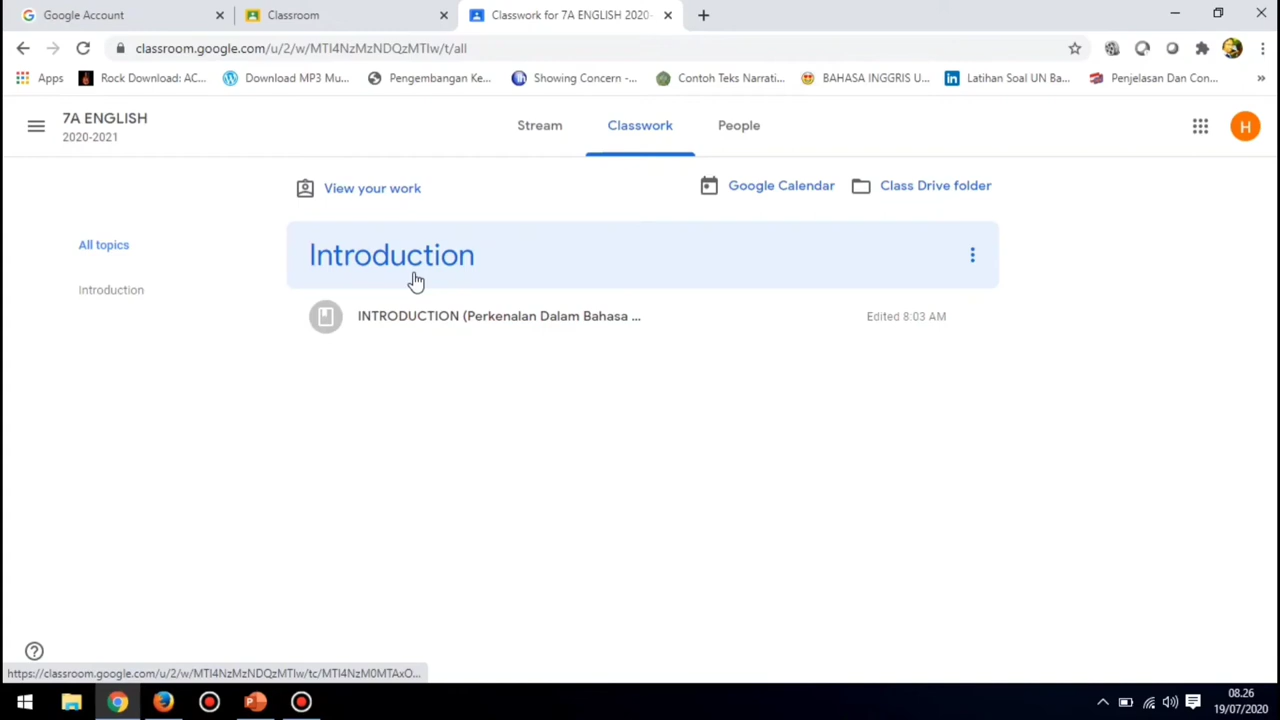 Google Account
Classroom
Classwork for 7A ENGLISH 2020-
classroom.google.com/u/2/w/MTI4NzMzNDQzMTIw/t/all
Apps
Rock Download: AC...
Download MP3 Mu...
Pengembangan Ke...
Showing Concern -...
Contoh Teks Narrati...
BAHASA INGGRIS U...
Latihan Soal UN Ba...
Penjelasan Dan Con...
7A ENGLISH
2020-2021
Stream
Classwork
People
H
View your work
Google Calendar
Class Drive folder
All topics
Introduction
Introduction
INTRODUCTION (Perkenalan Dalam Bahasa ...
Edited 8:03 AM
https://classroom.google.com/u/2/w/MTI4NzMzNDQzMTIw/tc/MTI4NzM0MTAxO...
08.26
19/07/2020